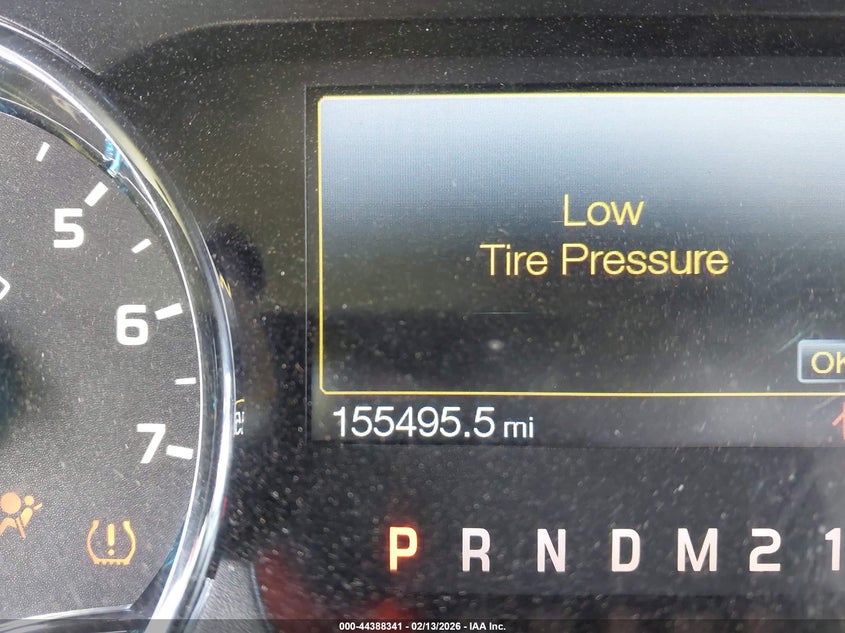 5
6
7
Low
Tire Pressure
OK
155495.5 mi
P R N D M 2 1
000-44388341 - 02/13/2026 - IAA Inc.